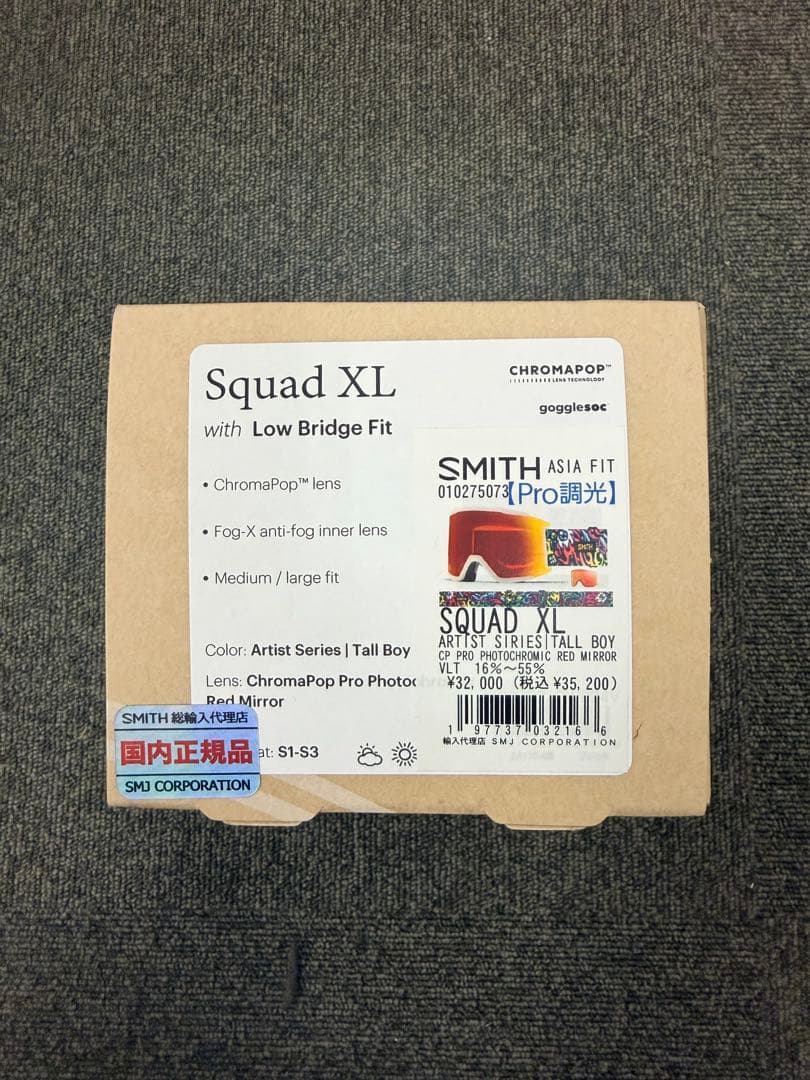 Squad XL
with Low Bridge Fit
• ChromaPop™ lens
• Fog-X anti-fog inner lens
• Medium / large fit
Color: Artist Series | Tall Boy
Lens: ChromaPop Pro Photoc
Red Mirror
at: S1-S3
CHROMAPOP™
LENS TECHNOLOGY
gogglesoc
SMITH ASIA FIT
010275073【Pro調光】
SMITH
SQUAD XL
ARTIST SIRIES|TALL BOY
CP PRO PHOTOCHROMIC RED MIRROR
VLT 16%~55%
¥32,000 (税込 ¥35,200)
1 97737 03216 6
輸入代理店 SMJ CORPORATION
SMITH 総輸入代理店
国内正規品
SMJ CORPORATION